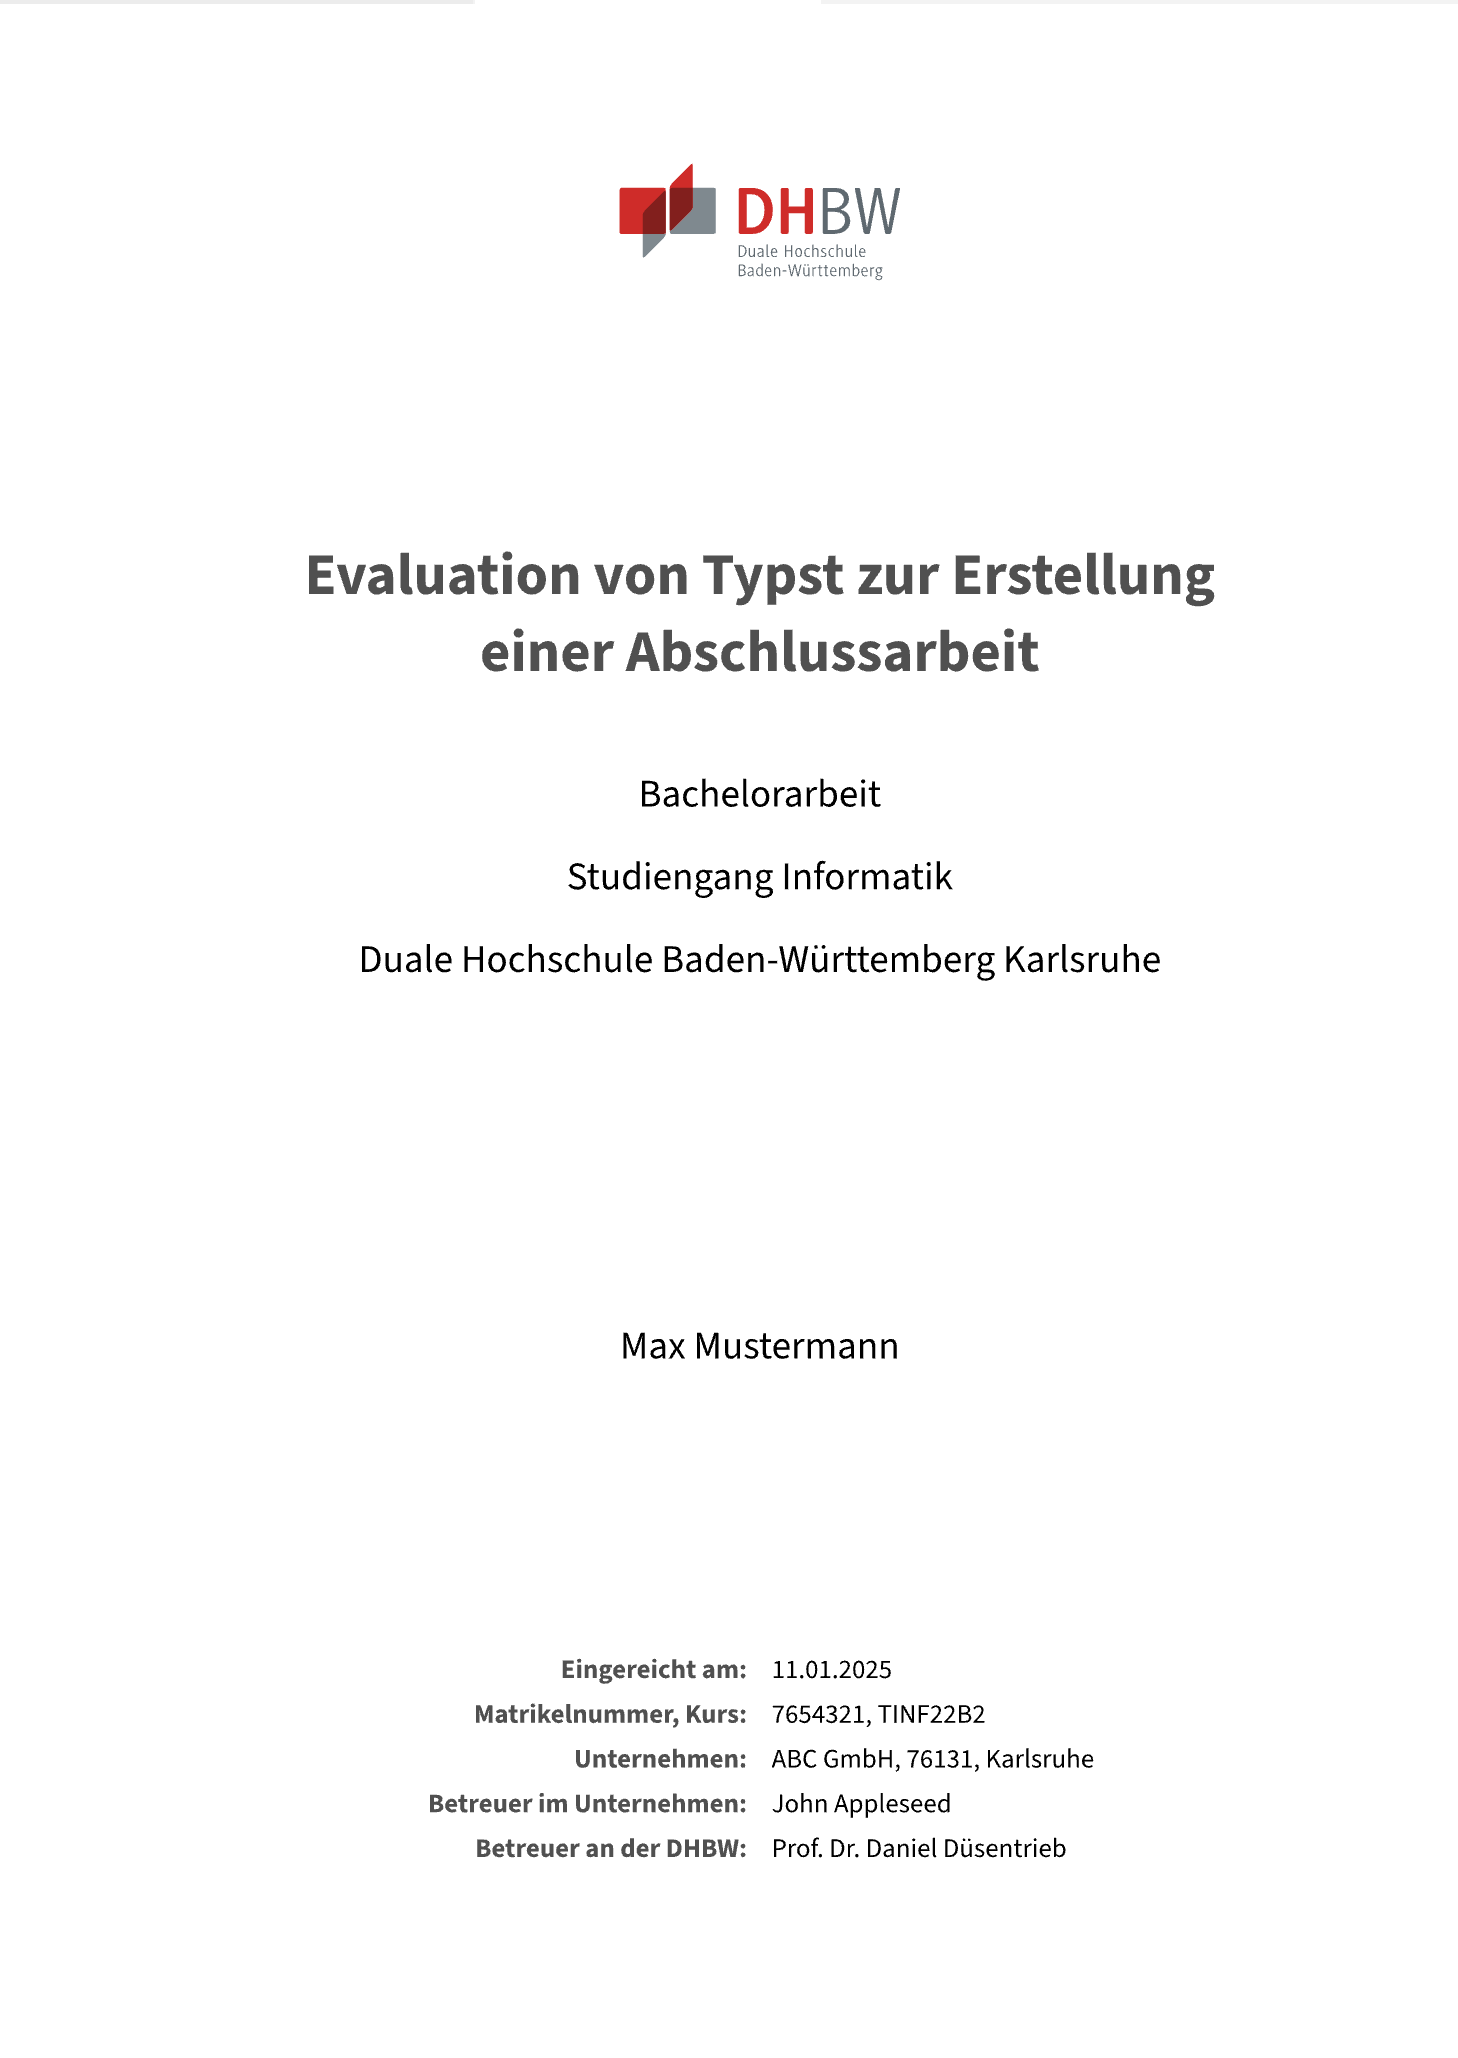 DHBW
Duale Hochschule
Baden-Württemberg
Evaluation von Typst zur Erstellung
einer Abschlussarbeit
Bachelorarbeit
Studiengang Informatik
Duale Hochschule Baden-Württemberg Karlsruhe
Max Mustermann
Eingereicht am: 11.01.2025
Matrikelnummer, Kurs: 7654321, TINF22B2
Unternehmen: ABC GmbH, 76131, Karlsruhe
Betreuer im Unternehmen: John Appleseed
Betreuer an der DHBW: Prof. Dr. Daniel Düsentrieb